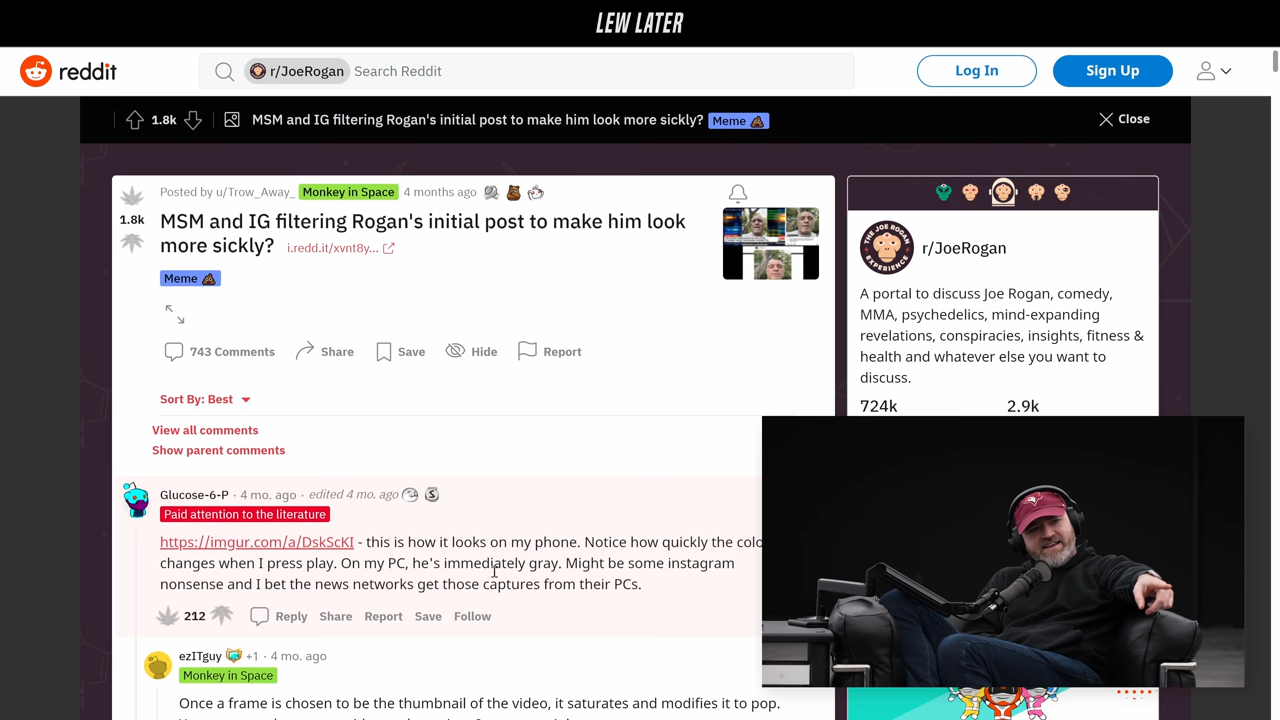 LEW LATER
reddit
r/JoeRogan
Search Reddit
Log In
Sign Up
1.8k
MSM and IG filtering Rogan's initial post to make him look more sickly?
Meme
Close
Posted by u/Trow_Away_
Monkey in Space
4 months ago
1.8k
MSM and IG filtering Rogan's initial post to make him look
more sickly?
i.redd.it/xvnt8y...
Meme
743 Comments
Share
Save
Hide
Report
Sort By: Best
View all comments
Show parent comments
Glucose-6-P · 4 mo. ago · edited 4 mo. ago
Paid attention to the literature
https://imgur.com/a/DskScKI - this is how it looks on my phone. Notice how quickly the colo
changes when I press play. On my PC, he's immediately gray. Might be some instagram
nonsense and I bet the news networks get those captures from their PCs.
212
Reply
Share
Report
Save
Follow
ezITguy
+1 · 4 mo. ago
Monkey in Space
Once a frame is chosen to be the thumbnail of the video, it saturates and modifies it to pop.
THE JOE ROGAN
EXPERIENCE
r/JoeRogan
A portal to discuss Joe Rogan, comedy,
MMA, psychedelics, mind-expanding
revelations, conspiracies, insights, fitness &
health and whatever else you want to
discuss.
724k
2.9k